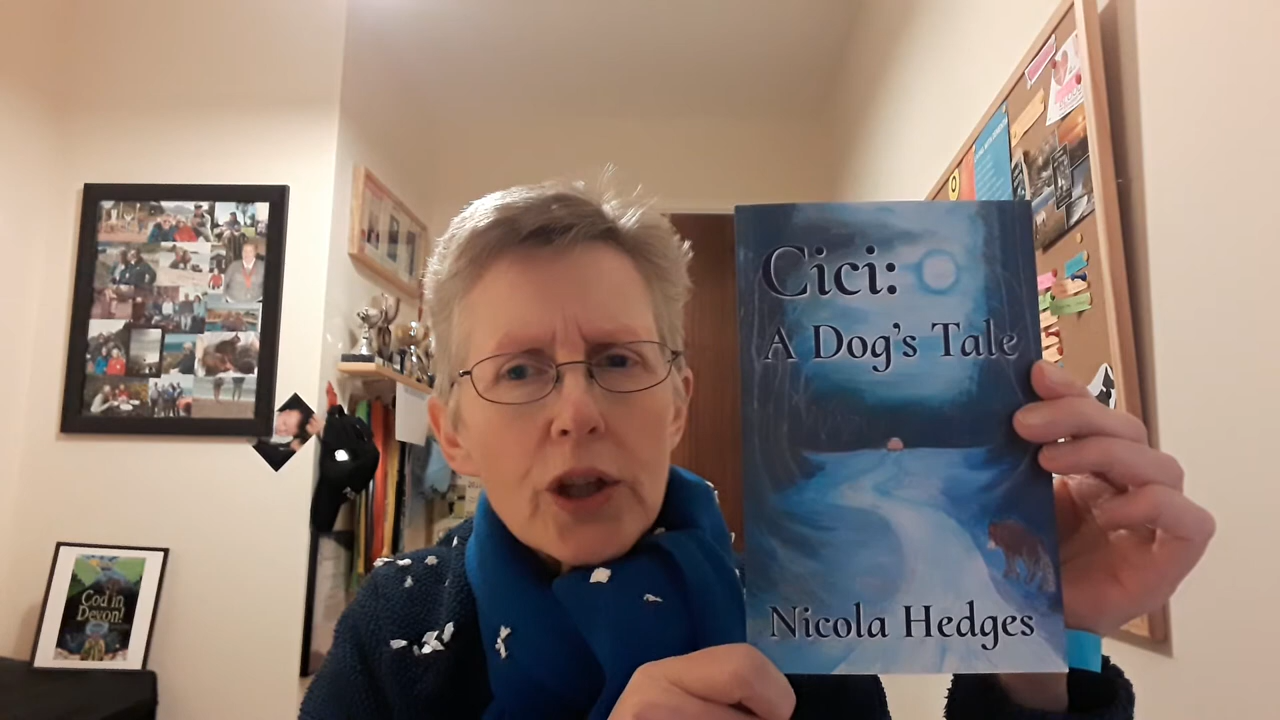 Cici:
A Dog's Tale
Nicola Hedges
Cod in
Devon!